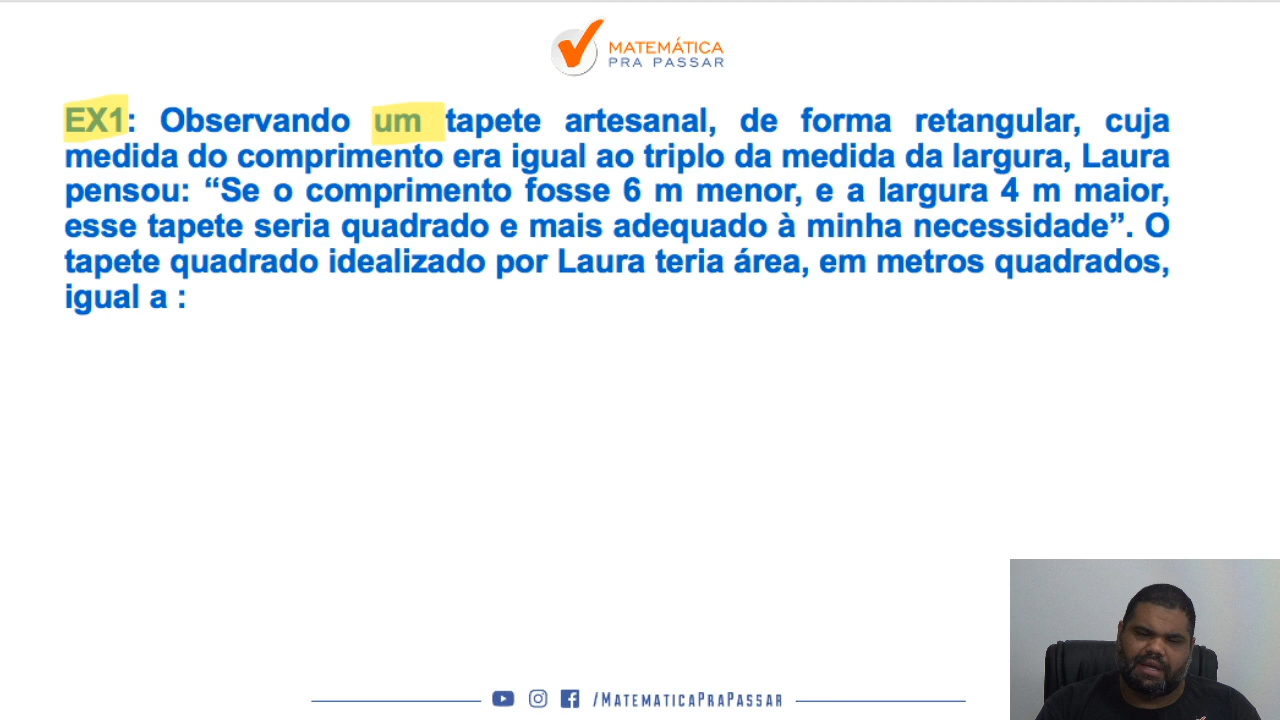 MATEMÁTICA
PRA PASSAR
EX1: Observando um tapete artesanal, de forma retangular, cuja
medida do comprimento era igual ao triplo da medida da largura, Laura
pensou: “Se o comprimento fosse 6 m menor, e a largura 4 m maior,
esse tapete seria quadrado e mais adequado à minha necessidade”. O
tapete quadrado idealizado por Laura teria área, em metros quadrados,
igual a :
/MATEMATICAPRAPASSAR